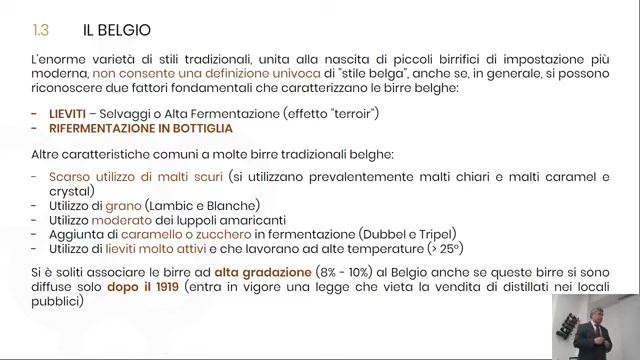 1.3 IL BELGIO
L'enorme varietà di stili tradizionali, unita alla nascita di piccoli birrifici di impostazione più
moderna, non consente una definizione univoca di "stile belga", anche se, in generale, si possono
riconoscere due fattori fondamentali che caratterizzano le birre belghe:
- LIEVITI – Selvaggi o Alta Fermentazione (effetto "terroir")
- RIFERMENTAZIONE IN BOTTIGLIA
Altre caratteristiche comuni a molte birre tradizionali belghe:
- Scarso utilizzo di malti scuri (si utilizzano prevalentemente malti chiari e malti caramel e
crystal)
- Utilizzo di grano (Lambic e Blanche)
- Utilizzo moderato dei luppoli amaricanti
- Aggiunta di caramello o zucchero in fermentazione (Dubbel e Tripel)
- Utilizzo di lieviti molto attivi e che lavorano ad alte temperature (> 25°)
Si è soliti associare le birre ad alta gradazione (8% - 10%) al Belgio anche se queste birre si sono
diffuse solo dopo il 1919 (entra in vigore una legge che vieta la vendita di distillati nei locali
pubblici)